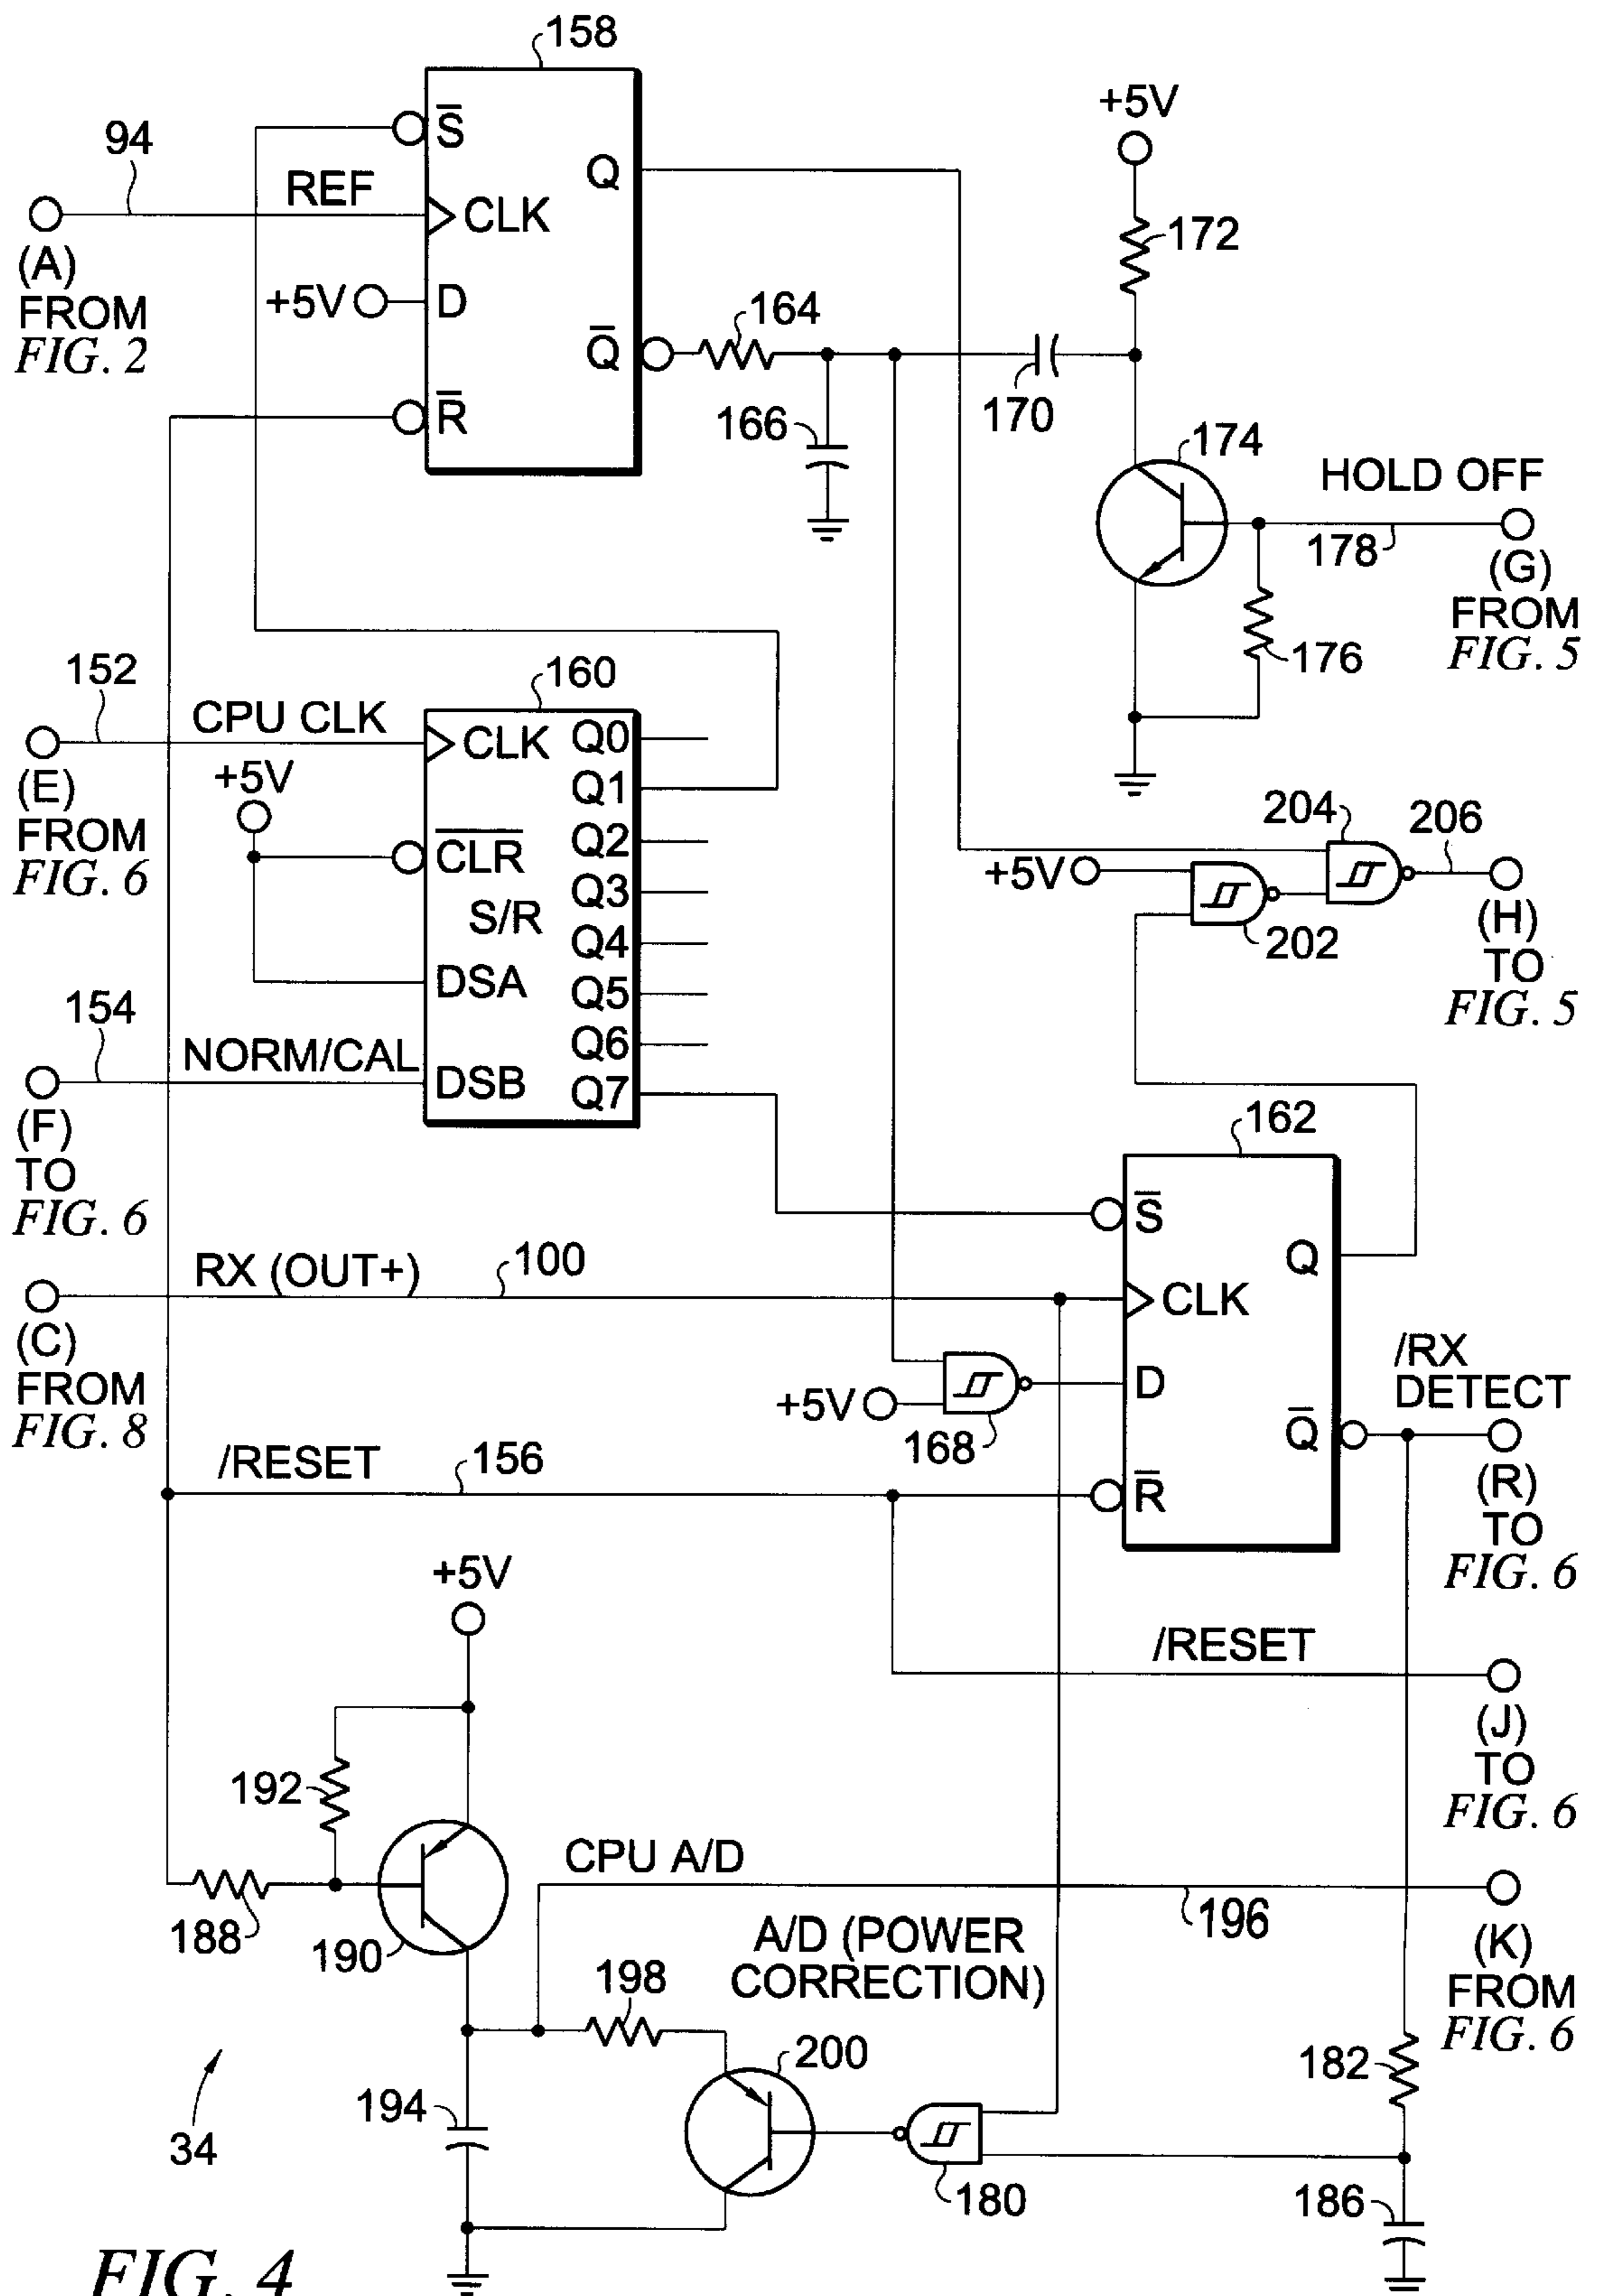 158
+5V
S̅
94
REF
Q
CLK
172
(A)
FROM
FIG. 2
+5V
D
164
Q̅
R̅
166
170
174
HOLD OFF
178
(G)
FROM
FIG. 5
176
152
160
CPU CLK
CLK
Q0
(E)
FROM
FIG. 6
+5V
Q1
C̅L̅R̅
Q2
204
206
+5V
Q3
S/R
202
(H)
TO
FIG. 5
Q4
DSA
Q5
154
NORM/CAL
Q6
DSB
Q7
(F)
TO
FIG. 6
162
S̅
RX (OUT+)
100
Q
CLK
(C)
FROM
FIG. 8
/RX
DETECT
D
+5V
168
Q̅
/RESET
156
R̅
(R)
TO
FIG. 6
+5V
/RESET
(J)
TO
FIG. 6
192
CPU A/D
188
190
196
A/D (POWER
CORRECTION)
(K)
FROM
FIG. 6
198
200
182
194
34
180
186
FIG. 4